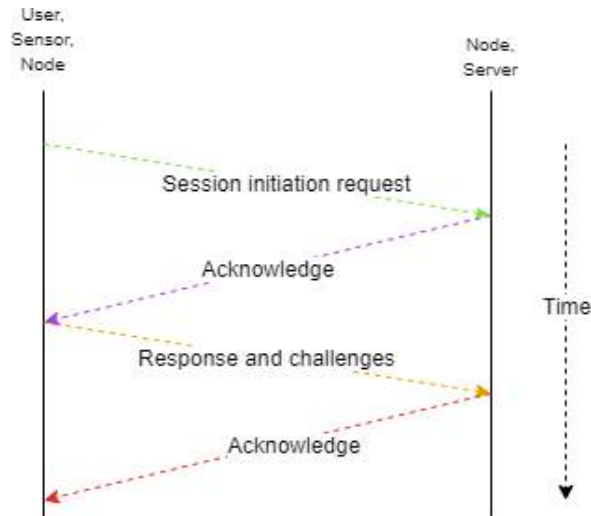 User,
Sensor,
Node
Node,
Server
Session initiation request
Acknowledge
Time
Response and challenges
Acknowledge